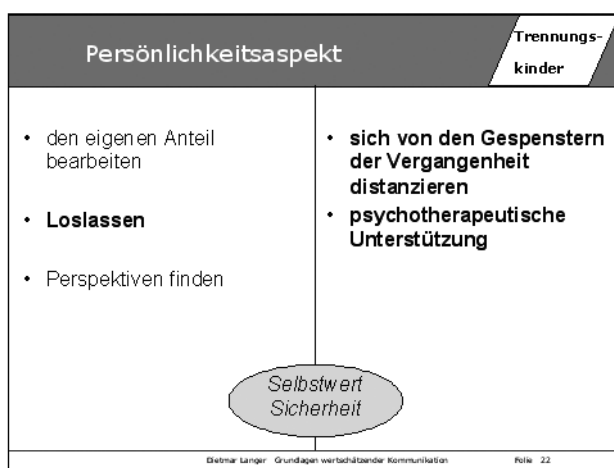 Persönlichkeitsaspekt
Trennungs-
kinder
• den eigenen Anteil
bearbeiten
• Loslassen
• Perspektiven finden
• sich von den Gespenstern
der Vergangenheit
distanzieren
• psychotherapeutische
Unterstützung
Selbstwert
Sicherheit
Dietmar Langer Grundlagen wertschätzender Kommunikation Folie 22